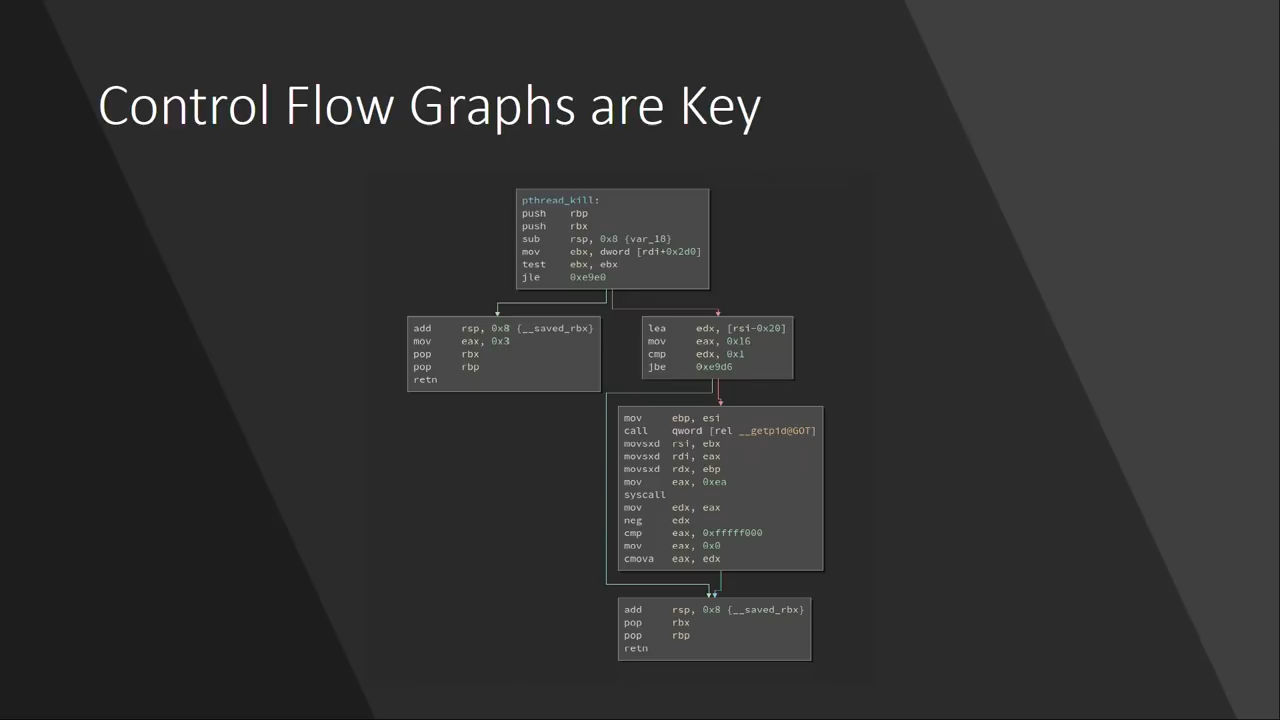 Control Flow Graphs are Key
pthread_kill:
push rbp
push rbx
sub rsp, 0x8 {var_18}
mov ebx, dword [rdi+0x2d0]
test ebx, ebx
jle 0xe9e0
add rsp, 0x8 {__saved_rbx}
mov eax, 0x3
pop rbx
pop rbp
retn
lea edx, [rsi-0x20]
mov eax, 0x16
cmp edx, 0x1
jbe 0xe9d6
mov ebp, esi
call qword [rel __getpid@GOT]
movsxd rsi, ebx
movsxd rdi, eax
movsxd rdx, ebp
mov eax, 0xea
syscall
mov edx, eax
neg edx
cmp eax, 0xfffff000
mov eax, 0x0
cmova eax, edx
add rsp, 0x8 {__saved_rbx}
pop rbx
pop rbp
retn